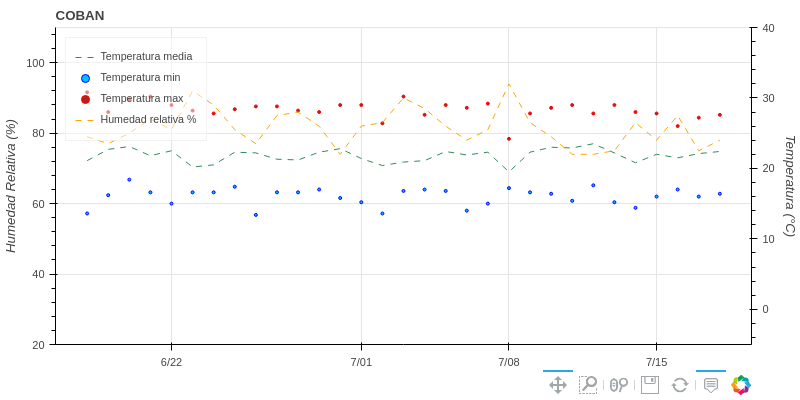 COBAN
Temperatura media
Temperatura min
Temperatura max
Humedad relativa %
Humedad Relativa (%)
100
80
60
40
20
Temperatura (°C)
40
30
20
10
0
6/22
7/01
7/08
7/15